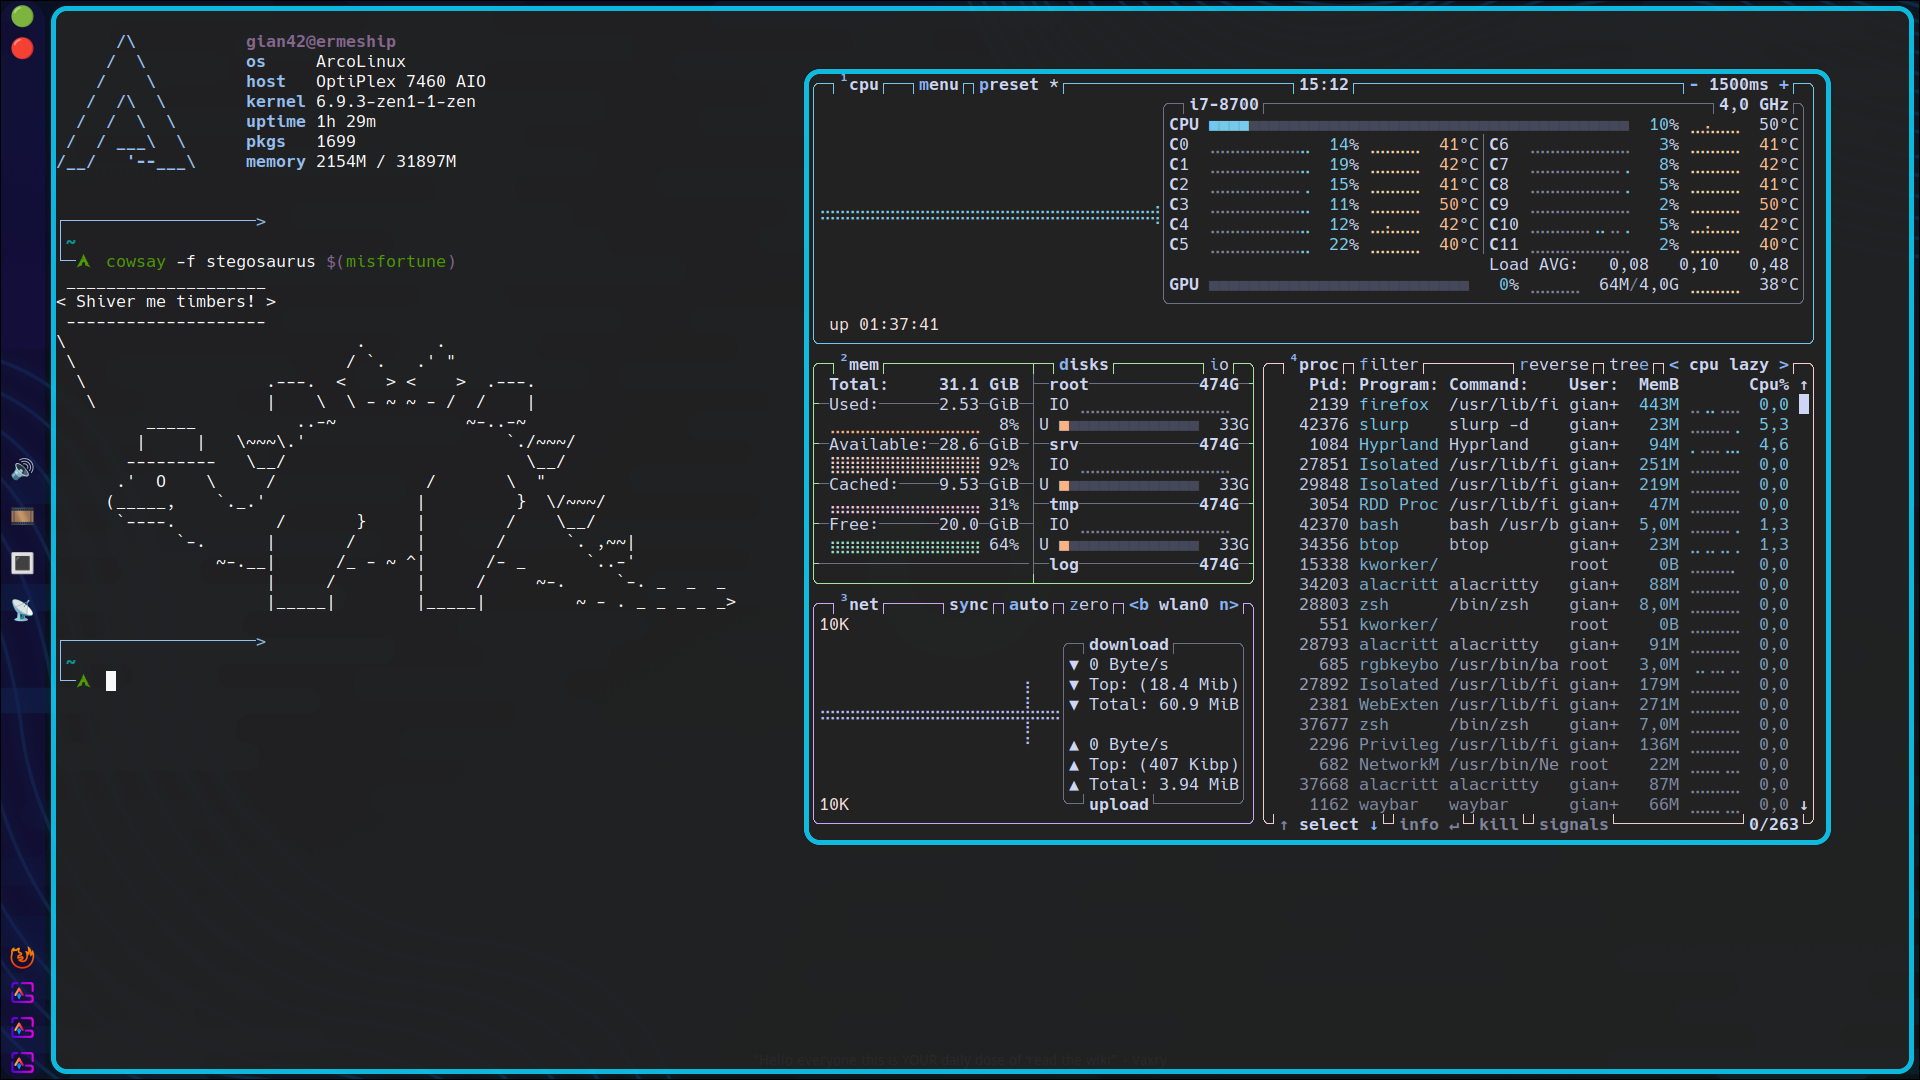 gian42@ermeship
os ArcoLinux
host OptiPlex 7460 AIO
kernel 6.9.3-zen1-1-zen
uptime 1h 29m
pkgs 1699
memory 2154M / 31897M
~
cowsay -f stegosaurus $(misfortune)
< Shiver me timbers! >
~
1cpu menu preset * 15:12 - 1500ms +
i7-8700 4,0 GHz
CPU 10% 50°C
C0 14% 41°C C6 3% 41°C
C1 19% 42°C C7 8% 42°C
C2 15% 41°C C8 5% 41°C
C3 11% 50°C C9 2% 50°C
C4 12% 42°C C10 5% 42°C
C5 22% 40°C C11 2% 40°C
Load AVG: 0,08 0,10 0,48
GPU 0% 64M/4,0G 38°C
up 01:37:41
2mem
Total: 31.1 GiB
Used: 2.53 GiB
8%
Available: 28.6 GiB
92%
Cached: 9.53 GiB
31%
Free: 20.0 GiB
64%
disks io
root 474G
IO
U 33G
srv 474G
IO
U 33G
tmp 474G
IO
U 33G
log 474G
3net sync auto zero <b wlan0 n>
10K
download
▼ 0 Byte/s
▼ Top: (18.4 Mib)
▼ Total: 60.9 MiB
▲ 0 Byte/s
▲ Top: (407 Kibp)
▲ Total: 3.94 MiB
10K
upload
4proc filter reverse tree < cpu lazy >
Pid: Program: Command: User: MemB Cpu% ↑
2139 firefox /usr/lib/fi gian+ 443M 0,0
42376 slurp slurp -d gian+ 23M 5,3
1084 Hyprland Hyprland gian+ 94M 4,6
27851 Isolated /usr/lib/fi gian+ 251M 0,0
29848 Isolated /usr/lib/fi gian+ 219M 0,0
3054 RDD Proc /usr/lib/fi gian+ 47M 0,0
42370 bash bash /usr/b gian+ 5,0M 1,3
34356 btop btop gian+ 23M 1,3
15338 kworker/ root 0B 0,0
34203 alacritt alacritty gian+ 88M 0,0
28803 zsh /bin/zsh gian+ 8,0M 0,0
551 kworker/ root 0B 0,0
28793 alacritt alacritty gian+ 91M 0,0
685 rgbkeybo /usr/bin/ba root 3,0M 0,0
27892 Isolated /usr/lib/fi gian+ 179M 0,0
2381 WebExten /usr/lib/fi gian+ 271M 0,0
37677 zsh /bin/zsh gian+ 7,0M 0,0
2296 Privileg /usr/lib/fi gian+ 136M 0,0
682 NetworkM /usr/bin/Ne root 22M 0,0
37668 alacritt alacritty gian+ 87M 0,0
1162 waybar waybar gian+ 66M 0,0 ↓
↑ select ↓ info ↵ kill signals 0/263